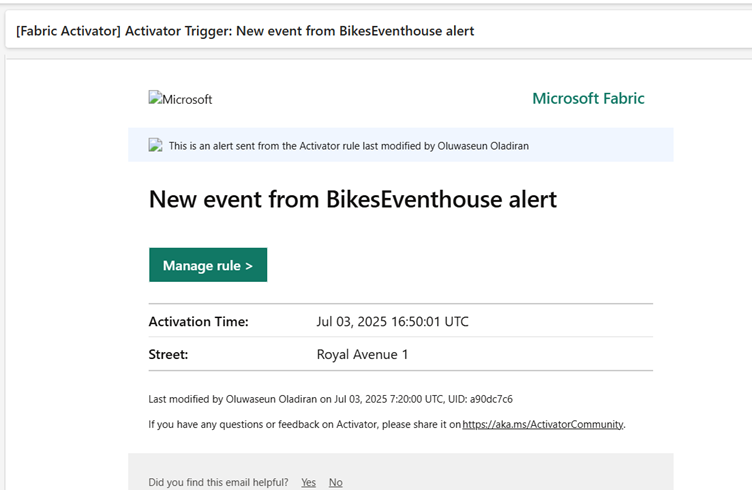 [Fabric Activator] Activator Trigger: New event from BikesEventhouse alert
Microsoft
Microsoft Fabric
This is an alert sent from the Activator rule last modified by Oluwaseun Oladiran
New event from BikesEventhouse alert
Manage rule >
Activation Time: Jul 03, 2025 16:50:01 UTC
Street: Royal Avenue 1
Last modified by Oluwaseun Oladiran on Jul 03, 2025 7:20:00 UTC, UID: a90dc7c6
If you have any questions or feedback on Activator, please share it on https://aka.ms/ActivatorCommunity.
Did you find this email helpful? Yes No